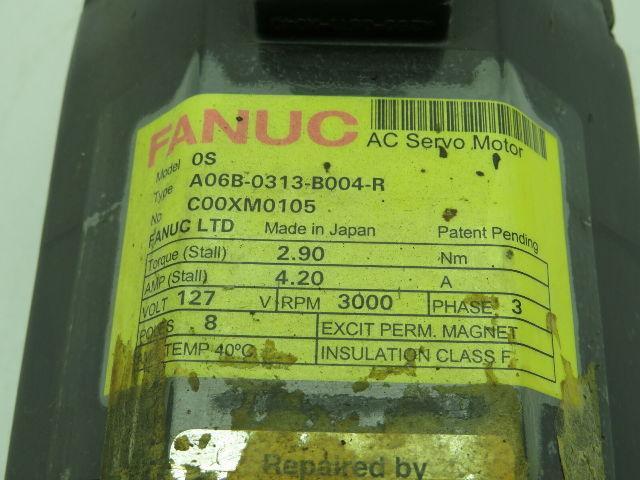 FANUC AC Servo Motor
Model 0S
Type A06B-0313-B004-R
No C00XM0105
FANUC LTD Made in Japan Patent Pending
Torque (Stall) 2.90 Nm
AMP (Stall) 4.20 A
VOLT 127 V RPM 3000 PHASE 3
POLES 8 EXCIT PERM. MAGNET
TEMP 40ºC INSULATION CLASS F
Repaired by